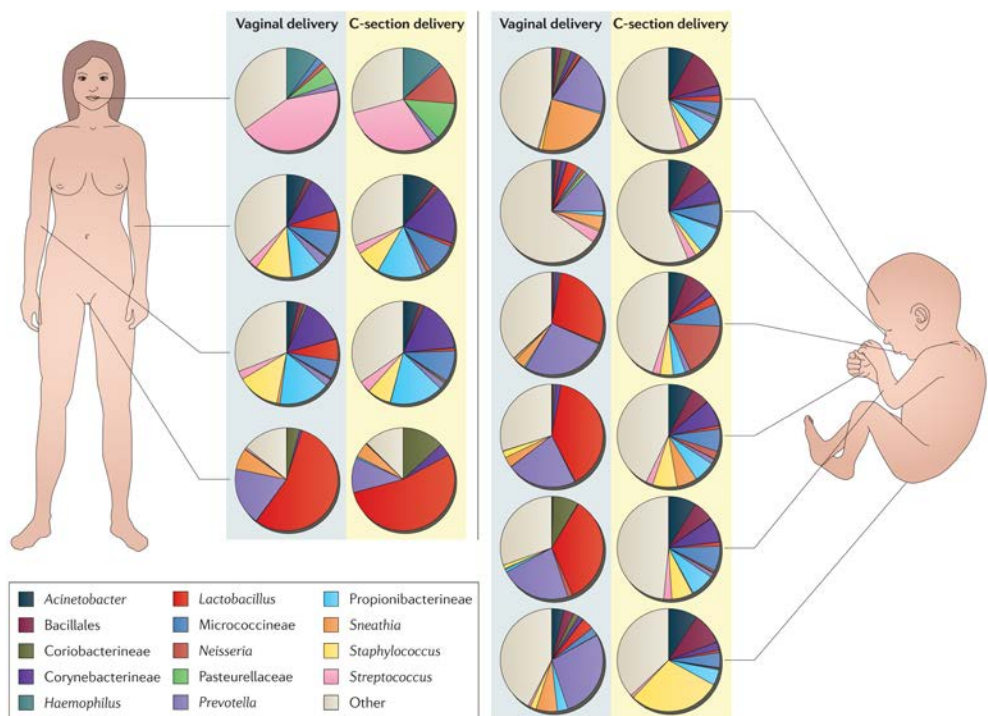 Vaginal delivery C-section delivery
Vaginal delivery C-section delivery
Acinetobacter
Bacillales
Coriobacterineae
Corynebacterineae
Haemophilus
Lactobacillus
Micrococcineae
Neisseria
Pasteurellaceae
Prevotella
Propionibacterineae
Sneathia
Staphylococcus
Streptococcus
Other